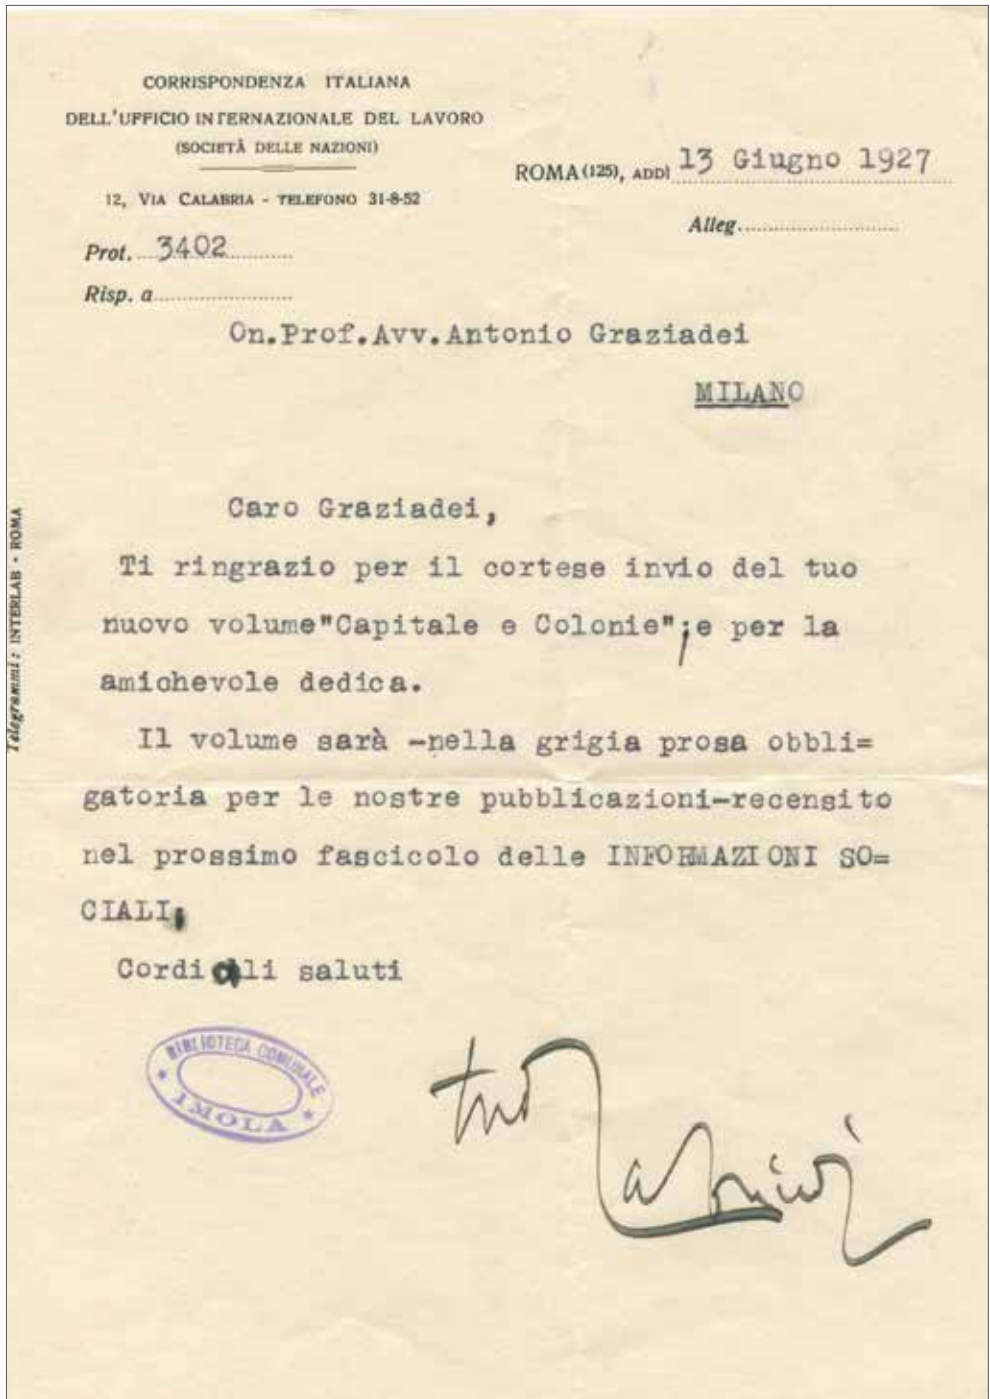 CORRISPONDENZA ITALIANA
DELL'UFFICIO INTERNAZIONALE DEL LAVORO
(SOCIETÀ DELLE NAZIONI)
12, VIA CALABRIA - TELEFONO 31-8-52
ROMA (125), ADDÌ 13 Giugno 1927
Alleg.
Prot. 3402
Risp. a
On.Prof.Avv.Antonio Graziadei
MILANO
Caro Graziadei,
Ti ringrazio per il cortese invio del tuo
nuovo volume"Capitale e Colonie";e per la
amichevole dedica.
Il volume sarà -nella grigia prosa obbli=
gatoria per le nostre pubblicazioni-recensito
nel prossimo fascicolo delle INFORMAZIONI SO=
CIALI.
Cordiali saluti
tuo
BIBLIOTECA COMUNALE
IMOLA
Telegrammi: INTERLAB - ROMA